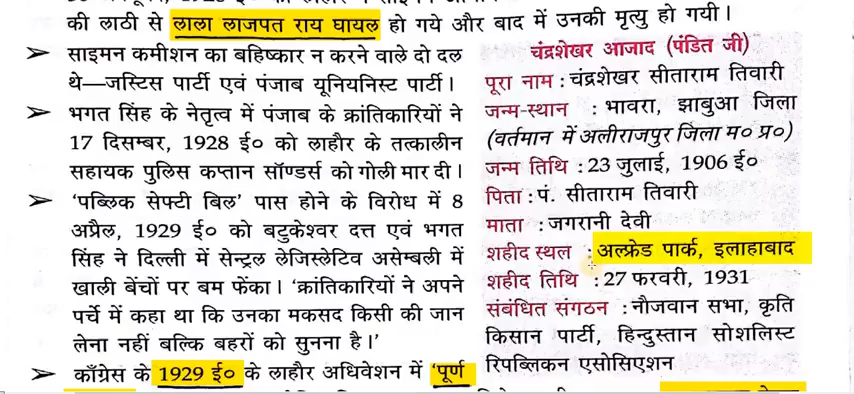 की लाठी से लाला लाजपत राय घायल हो गये और बाद में उनकी मृत्यु हो गयी।
➢ साइमन कमीशन का बहिष्कार न करने वाले दो दल
थे—जस्टिस पार्टी एवं पंजाब यूनियनिस्ट पार्टी।
➢ भगत सिंह के नेतृत्व में पंजाब के क्रांतिकारियों ने
17 दिसम्बर, 1928 ई० को लाहौर के तत्कालीन
सहायक पुलिस कप्तान सॉण्डर्स को गोली मार दी।
➢ 'पब्लिक सेफ्टी बिल' पास होने के विरोध में 8
अप्रैल, 1929 ई० को बटुकेश्वर दत्त एवं भगत
सिंह ने दिल्ली में सेन्ट्रल लेजिस्लेटिव असेम्बली में
खाली बेंचों पर बम फेंका। 'क्रांतिकारियों ने अपने
पर्चे में कहा था कि उनका मकसद किसी की जान
लेना नहीं बल्कि बहरों को सुनना है।'
➢ काँग्रेस के 1929 ई० के लाहौर अधिवेशन में 'पूर्ण
चंद्रशेखर आजाद (पंडित जी)
पूरा नाम : चंद्रशेखर सीताराम तिवारी
जन्म-स्थान : भावरा, झाबुआ जिला
(वर्तमान में अलीराजपुर जिला म० प्र०)
जन्म तिथि : 23 जुलाई, 1906 ई०
पिता : पं. सीताराम तिवारी
माता : जगरानी देवी
शहीद स्थल : अल्फ्रेड पार्क, इलाहाबाद
शहीद तिथि : 27 फरवरी, 1931
संबंधित संगठन : नौजवान सभा, कृति
किसान पार्टी, हिन्दुस्तान सोशलिस्ट
रिपब्लिकन एसोसिएशन